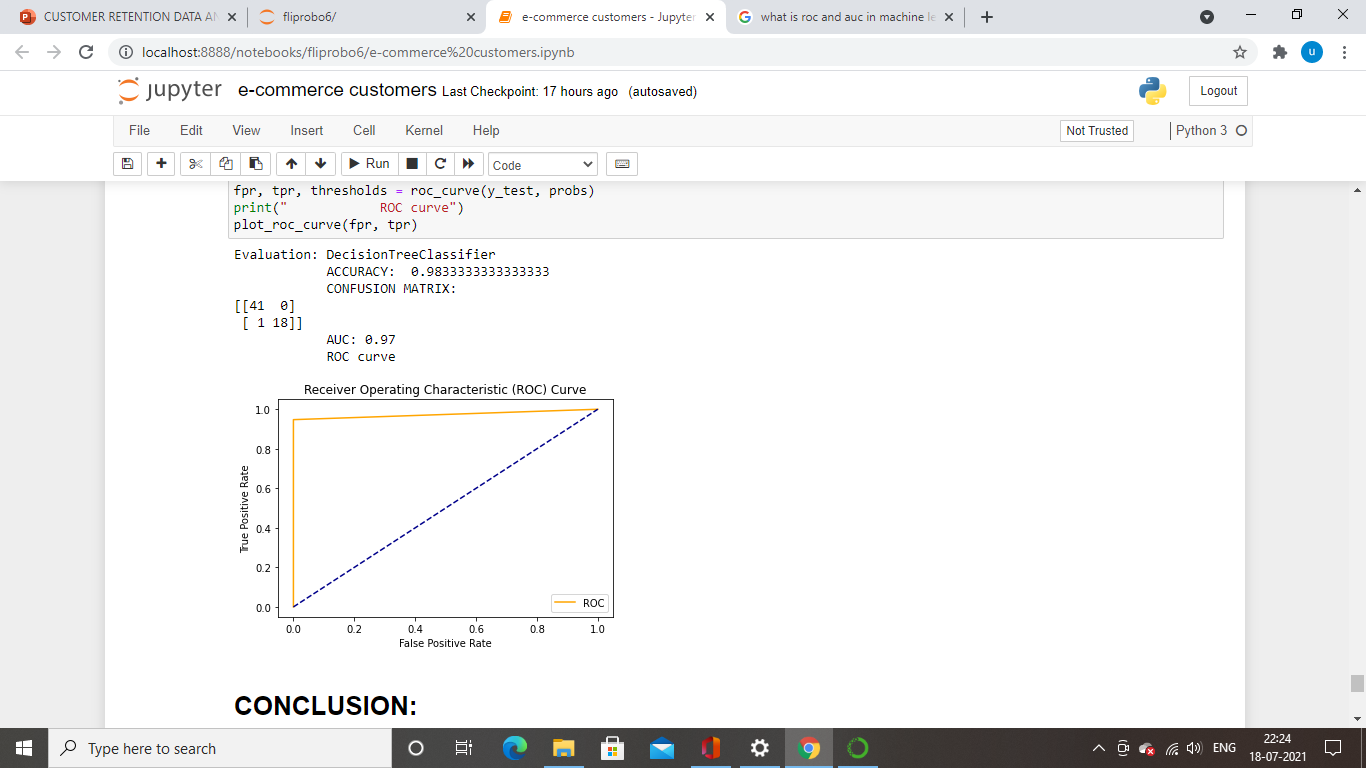 CUSTOMER RETENTION DATA AN
fliprobo6/
e-commerce customers - Jupyter
what is roc and auc in machine le
localhost:8888/notebooks/fliprobo6/e-commerce%20customers.ipynb
u
jupyter e-commerce customers Last Checkpoint: 17 hours ago (autosaved)
Logout
File Edit View Insert Cell Kernel Help
Not Trusted
Python 3
Run
Code
fpr, tpr, thresholds = roc_curve(y_test, probs)
print("            ROC curve")
plot_roc_curve(fpr, tpr)
Evaluation: DecisionTreeClassifier
ACCURACY:  0.9833333333333333
CONFUSION MATRIX:
[[41  0]
[ 1 18]]
AUC: 0.97
ROC curve
Receiver Operating Characteristic (ROC) Curve
1.0
0.8
0.6
0.4
0.2
0.0
True Positive Rate
ROC
0.0 0.2 0.4 0.6 0.8 1.0
False Positive Rate
CONCLUSION:
Type here to search
ENG
22:24
18-07-2021